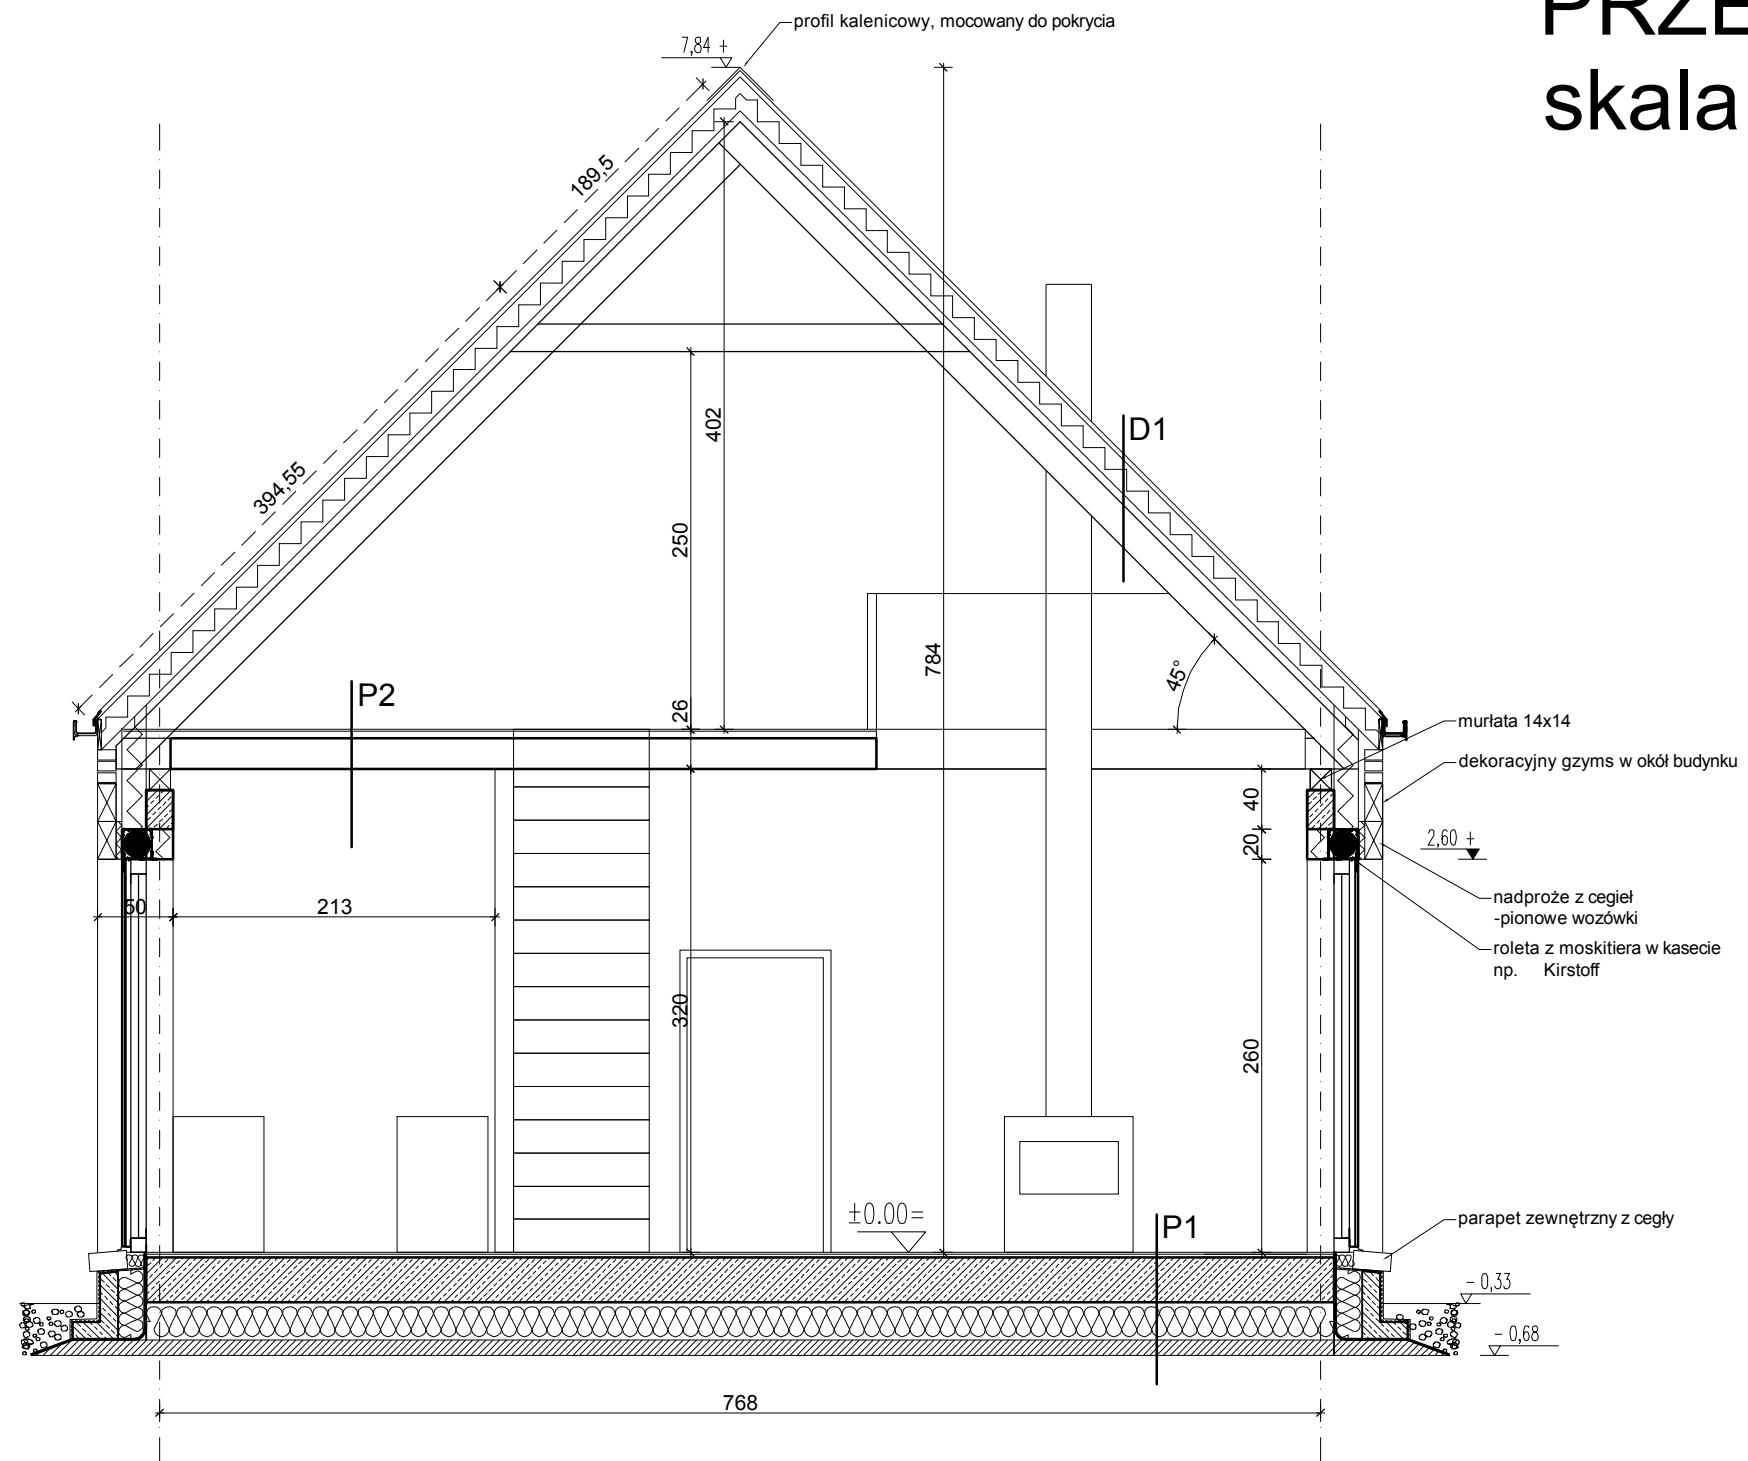 PRZE
skala
profil kalenicowy, mocowany do pokrycia
7,84 +
189,5
394,55
402
250
D1
784
45°
26
P2
murłata 14x14
dekoracyjny gzyms w okół budynku
40
20
2,60 +
50
213
nadproże z cegieł
-pionowe wozówki
roleta z moskitiera w kasecie
np. Kirstoff
320
260
±0.00=
P1
parapet zewnętrzny z cegły
- 0,33
- 0,68
768